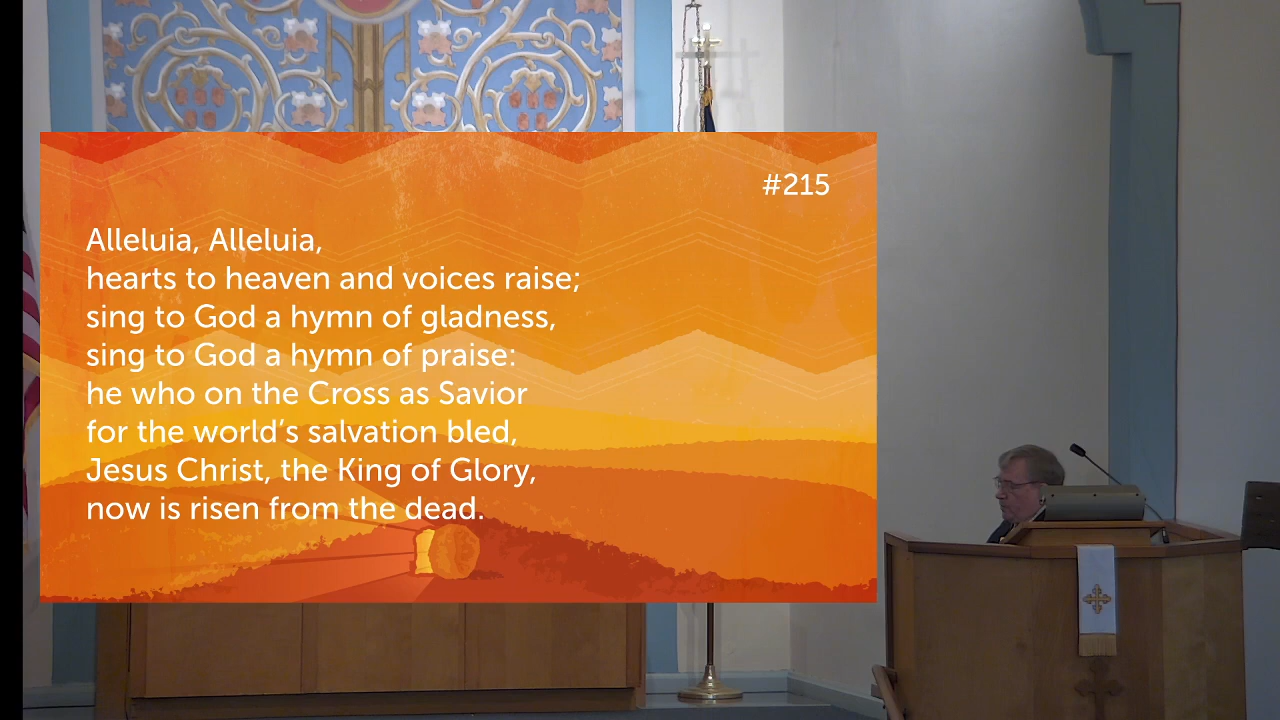 #215
Alleluia, Alleluia,
hearts to heaven and voices raise;
sing to God a hymn of gladness,
sing to God a hymn of praise:
he who on the Cross as Savior
for the world’s salvation bled,
Jesus Christ, the King of Glory,
now is risen from the dead.